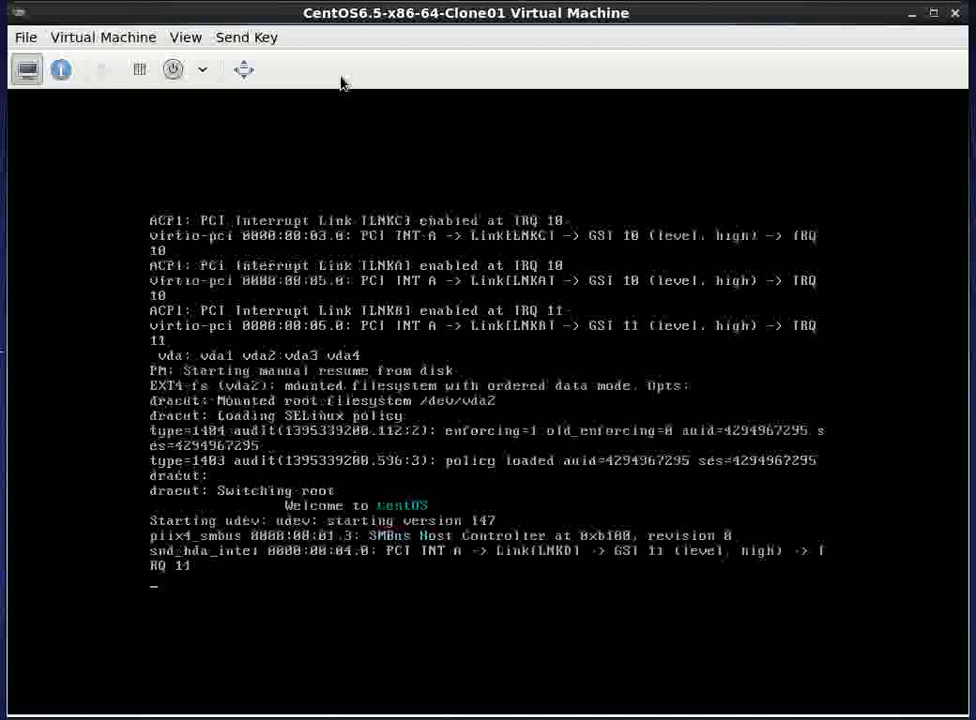 CentOS6.5-x86-64-Clone01 Virtual Machine
File Virtual Machine View Send Key
ACPI: PCI Interrupt Link [LNKC] enabled at IRQ 10
virtio-pci 0000:00:03.0: PCI INT A -> Link[LNKC] -> GSI 10 (level, high) -> IRQ
10
ACPI: PCI Interrupt Link [LNKA] enabled at IRQ 10
virtio-pci 0000:00:05.0: PCI INT A -> Link[LNKA] -> GSI 10 (level, high) -> IRQ
10
ACPI: PCI Interrupt Link [LNKB] enabled at IRQ 11
virtio-pci 0000:00:06.0: PCI INT A -> Link[LNKB] -> GSI 11 (level, high) -> IRQ
11
vda: vda1 vda2 vda3 vda4
PM: Starting manual resume from disk
EXT4-fs (vda2): mounted filesystem with ordered data mode. Opts:
dracut: Mounted root filesystem /dev/vda2
dracut: Loading SELinux policy
type=1404 audit(1395339200.112:2): enforcing=1 old_enforcing=0 auid=4294967295 s
es=4294967295
type=1403 audit(1395339200.596:3): policy loaded auid=4294967295 ses=4294967295
dracut:
dracut: Switching root
Welcome to CentOS
Starting udev: udev: starting version 147
piix4_smbus 0000:00:01.3: SMBus Host Controller at 0xb100, revision 0
snd_hda_intel 0000:00:04.0: PCI INT A -> Link[LNKD] -> GSI 11 (level, high) -> I
RQ 11
_